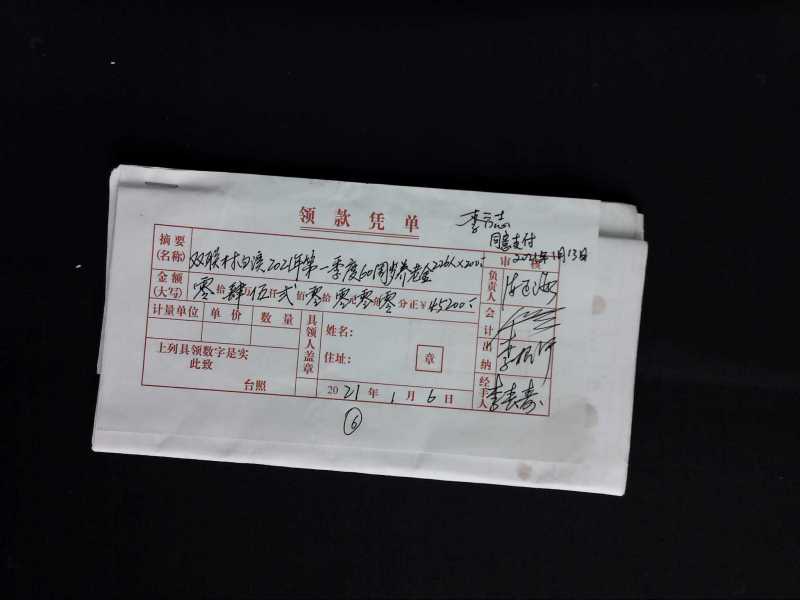 领款凭单
同意支付
2021年1月13日
审核
摘要(名称) 双联村白溪2021年第一季度60周岁养老金226人×200元
金额(大写) 零拾肆万伍仟贰佰零拾零元零角零分正¥45200元
计量单位 单价 数量
上列具领数字是实
此致
台照
具领人盖章
姓名:
住址: 章
2021年1月6日
负责人
会计
出纳
经手人 李表寿
⑥